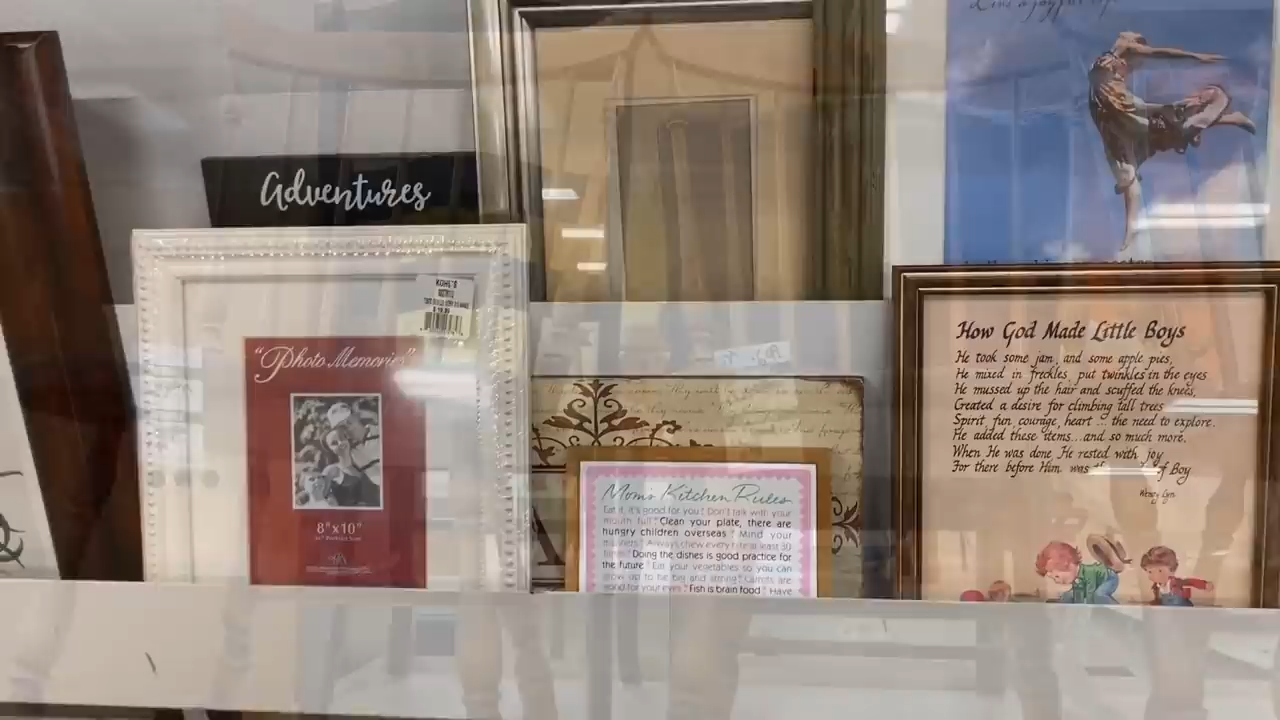 Live a joyful life
Adventures
KOHL'S
"Photo Memories"
8"x10"
How God Made Little Boys
He took some jam, and some apple pies,
He mixed in freckles, put twinkles in the eyes
He mussed up the hair and scuffed the knees,
Created a desire for climbing tall trees
Spirit fun courage, heart ... the need to explore.
He added these items...and so much more.
When He was done, He rested with joy
For there before Him was of Boy
Moms Kitchen Rules
Eat it, it's good for you! Don't talk with your
mouth full! Clean your plate, there are
hungry children overseas! Mind your
manners! Always chew every bite at least 30
times! Doing the dishes is good practice for
the future! Eat your vegetables so you can
grow up to be big and strong! Carrots are
good for your eyes! Fish is brain food! Have